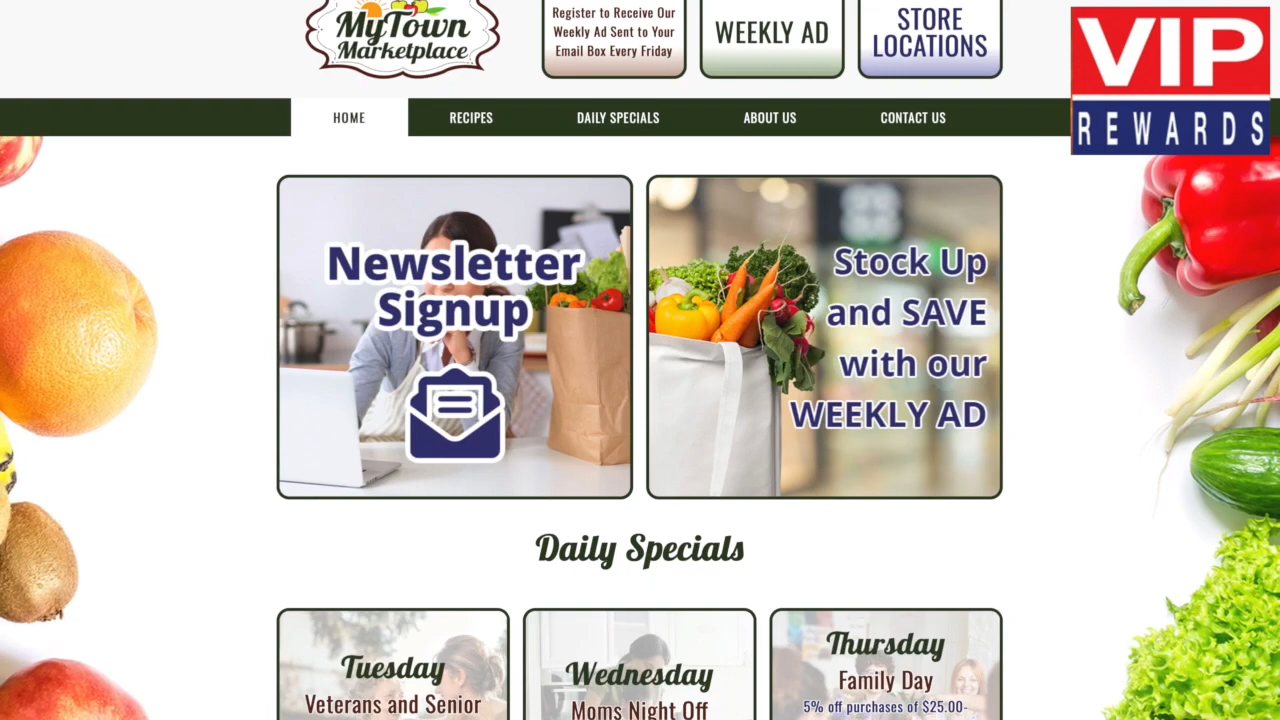 MyTown
Marketplace
Register to Receive Our
Weekly Ad Sent to Your
Email Box Every Friday
WEEKLY AD
STORE
LOCATIONS
VIP
REWARDS
HOME
RECIPES
DAILY SPECIALS
ABOUT US
CONTACT US
Newsletter
Signup
Stock Up
and SAVE
with our
WEEKLY AD
Daily Specials
Tuesday
Veterans and Senior
Wednesday
Moms Night Off
Thursday
Family Day
5% off purchases of $25.00-